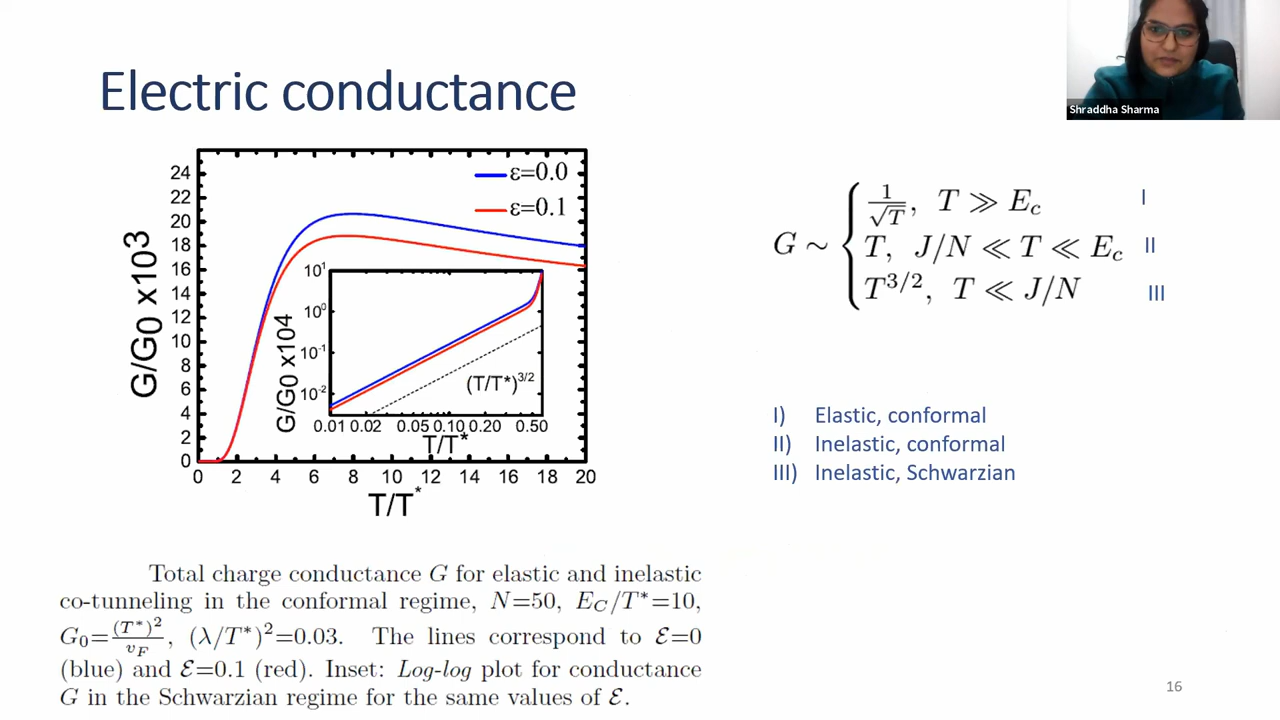 Shraddha Sharma
Electric conductance
24
22
20
18
16
14
12
10
8
6
4
2
0
G/G0 x103
ε=0.0
ε=0.1
10^1
10^0
10^-1
10^-2
G/G0 x104
(T/T*)^3/2
0.01 0.02 0.05 0.10 0.20 0.50
T/T*
0 2 4 6 8 10 12 14 16 18 20
T/T*
G ∼ { 1/√T, T ≫ E_c I
T, J/N ≪ T ≪ E_c II
T^3/2, T ≪ J/N III
I) Elastic, conformal
II) Inelastic, conformal
III) Inelastic, Schwarzian
Total charge conductance G for elastic and inelastic
co-tunneling in the conformal regime, N=50, E_C/T*=10,
G_0=(T*)^2/v_F, (λ/T*)^2=0.03. The lines correspond to ℰ=0
(blue) and ℰ=0.1 (red). Inset: Log-log plot for conductance
G in the Schwarzian regime for the same values of ℰ.
16